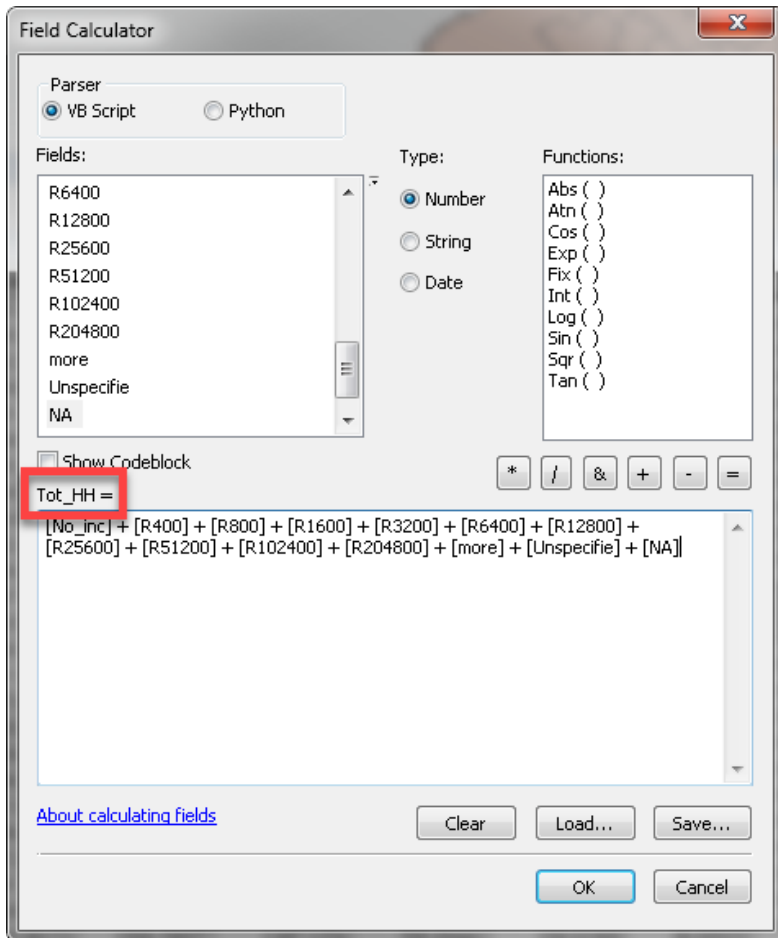 Field Calculator
x
Parser
VB Script Python
Fields:
Type:
Functions:
R6400
R12800
R25600
R51200
R102400
R204800
more
Unspecifie
NA
Number
String
Date
Abs ( )
Atn ( )
Cos ( )
Exp ( )
Fix ( )
Int ( )
Log ( )
Sin ( )
Sqr ( )
Tan ( )
Show Codeblock
* / & + - =
Tot_HH =
[No_inc] + [R400] + [R800] + [R1600] + [R3200] + [R6400] + [R12800] +
[R25600] + [R51200] + [R102400] + [R204800] + [more] + [Unspecifie] + [NA]
About calculating fields
Clear Load... Save...
OK Cancel